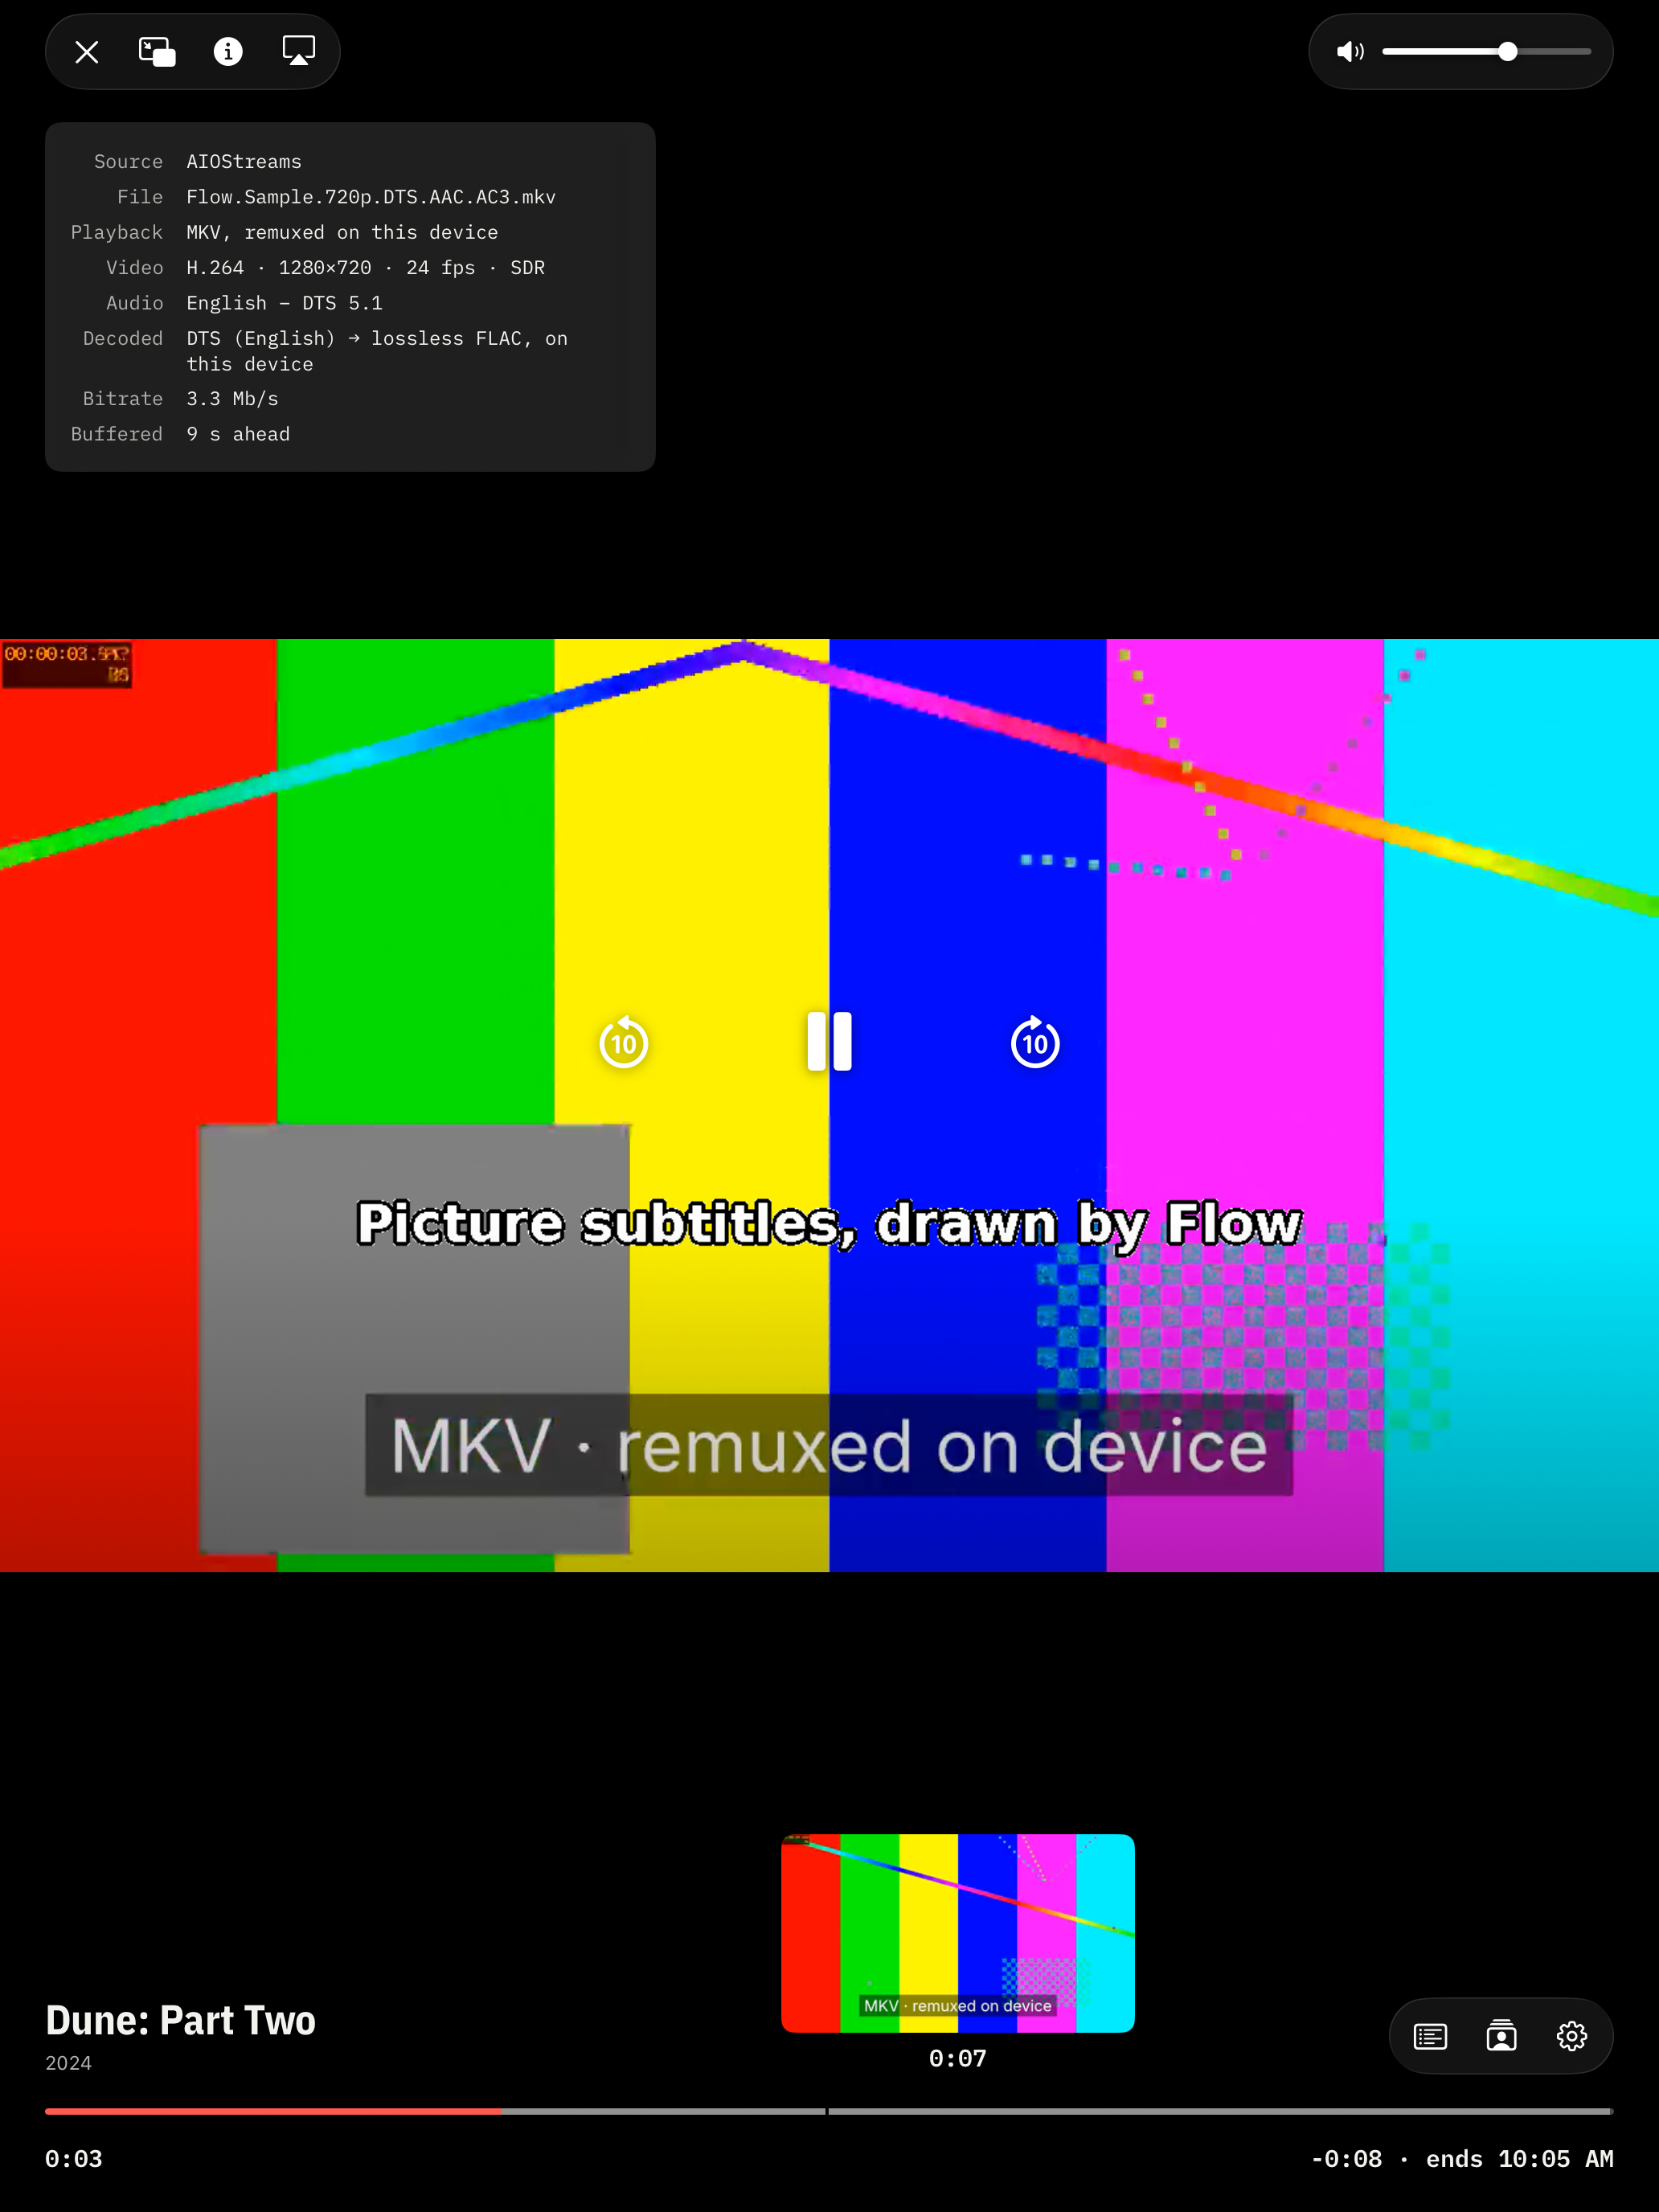 Source AIOStreams
File Flow.Sample.720p.DTS.AAC.AC3.mkv
Playback MKV, remuxed on this device
Video H.264 · 1280×720 · 24 fps · SDR
Audio English – DTS 5.1
Decoded DTS (English) → lossless FLAC, on
this device
Bitrate 3.3 Mb/s
Buffered 9 s ahead
10
10
Picture subtitles, drawn by Flow
MKV · remuxed on device
MKV · remuxed on device
0:07
Dune: Part Two
2024
0:03
-0:08 · ends 10:05 AM